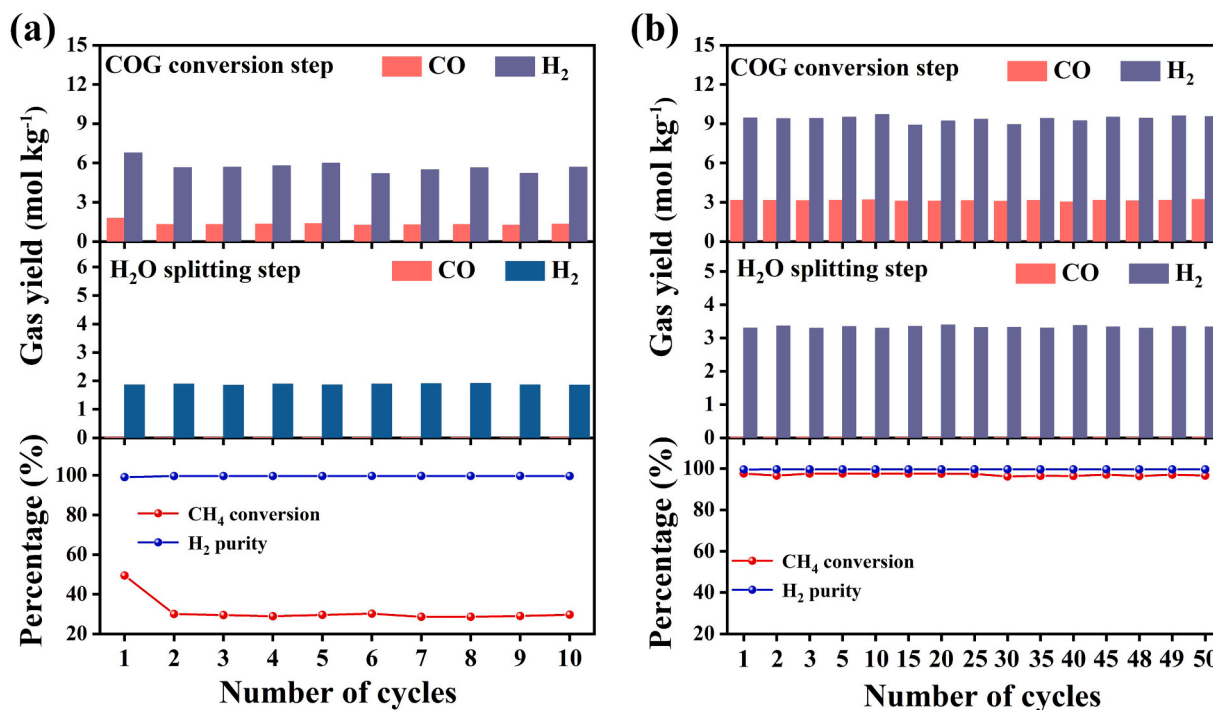 (a)
15
12
9
6
3
0
COG conversion step CO H₂
6
5
4
3
2
1
0
H₂O splitting step CO H₂
100
80
60
40
20
CH₄ conversion
H₂ purity
Gas yield (mol kg⁻¹)
Percentage (%)
1 2 3 4 5 6 7 8 9 10
Number of cycles
(b)
15
12
9
6
3
0
COG conversion step CO H₂
5
4
3
2
1
0
H₂O splitting step CO H₂
100
80
60
40
20
CH₄ conversion
H₂ purity
Gas yield (mol kg⁻¹)
Percentage (%)
1 2 3 5 10 15 20 25 30 35 40 45 48 49 50
Number of cycles